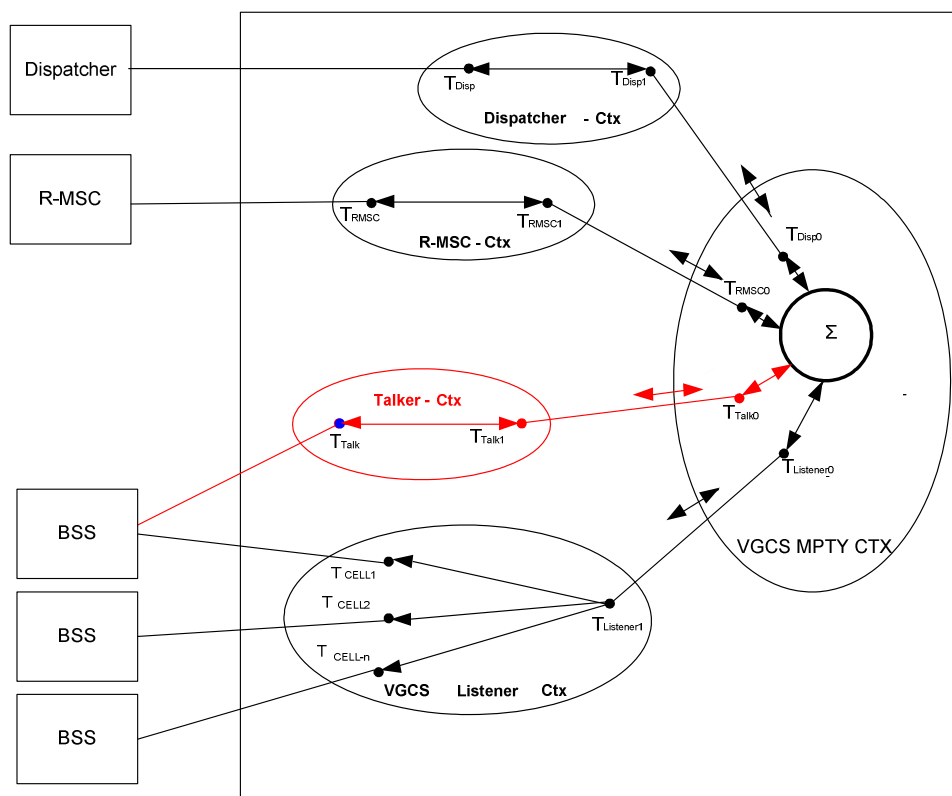 Dispatcher
TDisp
TDisp1
Dispatcher - Ctx
R-MSC
TRMSC
TRMSC1
R-MSC - Ctx
TDisp0
TRMSC0
Σ
Talker - Ctx
TTalk
TTalk1
TTalk0
-
TListener0_
VGCS MPTY CTX
BSS
T CELL1
BSS
T CELL2
TListener1
T CELL-n
VGCS Listener Ctx
BSS